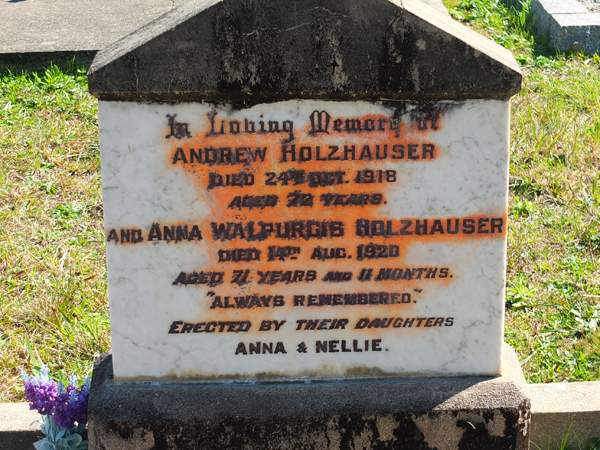 In Loving Memory of
ANDREW HOLZHAUSER
DIED 24TH OCT. 1918
AGED 72 YEARS.
AND ANNA WALPURGIS HOLZHAUSER
DIED 14TH AUG. 1920
AGED 71 YEARS AND 11 MONTHS.
"ALWAYS REMEMBERED."
ERECTED BY THEIR DAUGHTERS
ANNA & NELLIE.